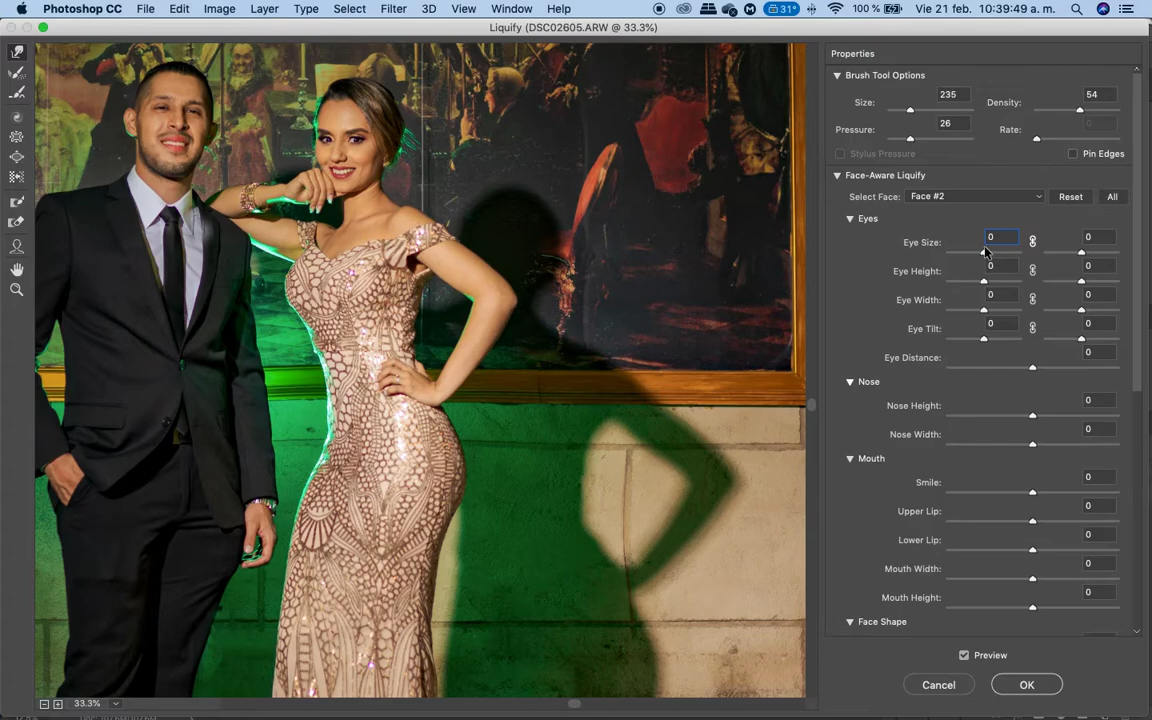 Photoshop CC File Edit Image Layer Type Select Filter 3D View Window Help 31° 100 % Vie 21 feb. 10:39:49 a. m.
Liquify (DSC02605.ARW @ 33.3%)
Properties
Brush Tool Options
Size: 235 Density: 54
Pressure: 26 Rate: 0
Stylus Pressure Pin Edges
Face-Aware Liquify
Select Face: Face #2 Reset All
Eyes
Eye Size: 0 0
Eye Height: 0 0
Eye Width: 0 0
Eye Tilt: 0 0
Eye Distance: 0
Nose
Nose Height: 0
Nose Width: 0
Mouth
Smile: 0
Upper Lip: 0
Lower Lip: 0
Mouth Width: 0
Mouth Height: 0
Face Shape
Preview
Cancel OK
33.3%